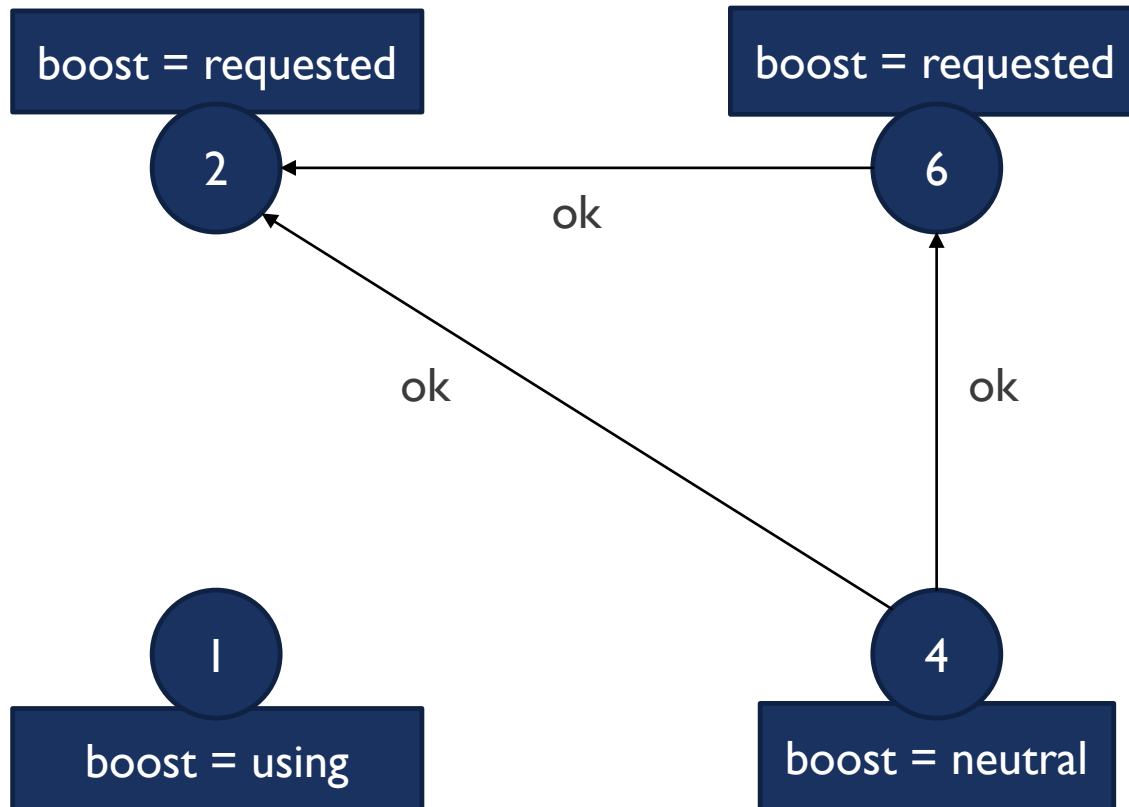 boost = requested
boost = requested
2
6
ok
ok
ok
1
4
boost = using
boost = neutral